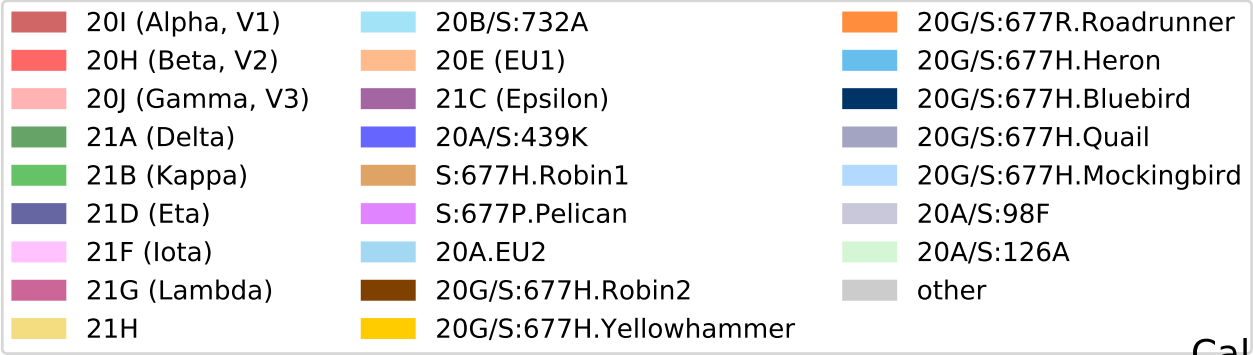 20I (Alpha, V1)
20H (Beta, V2)
20J (Gamma, V3)
21A (Delta)
21B (Kappa)
21D (Eta)
21F (Iota)
21G (Lambda)
21H
20B/S:732A
20E (EU1)
21C (Epsilon)
20A/S:439K
S:677H.Robin1
S:677P.Pelican
20A.EU2
20G/S:677H.Robin2
20G/S:677H.Yellowhammer
20G/S:677R.Roadrunner
20G/S:677H.Heron
20G/S:677H.Bluebird
20G/S:677H.Quail
20G/S:677H.Mockingbird
20A/S:98F
20A/S:126A
other